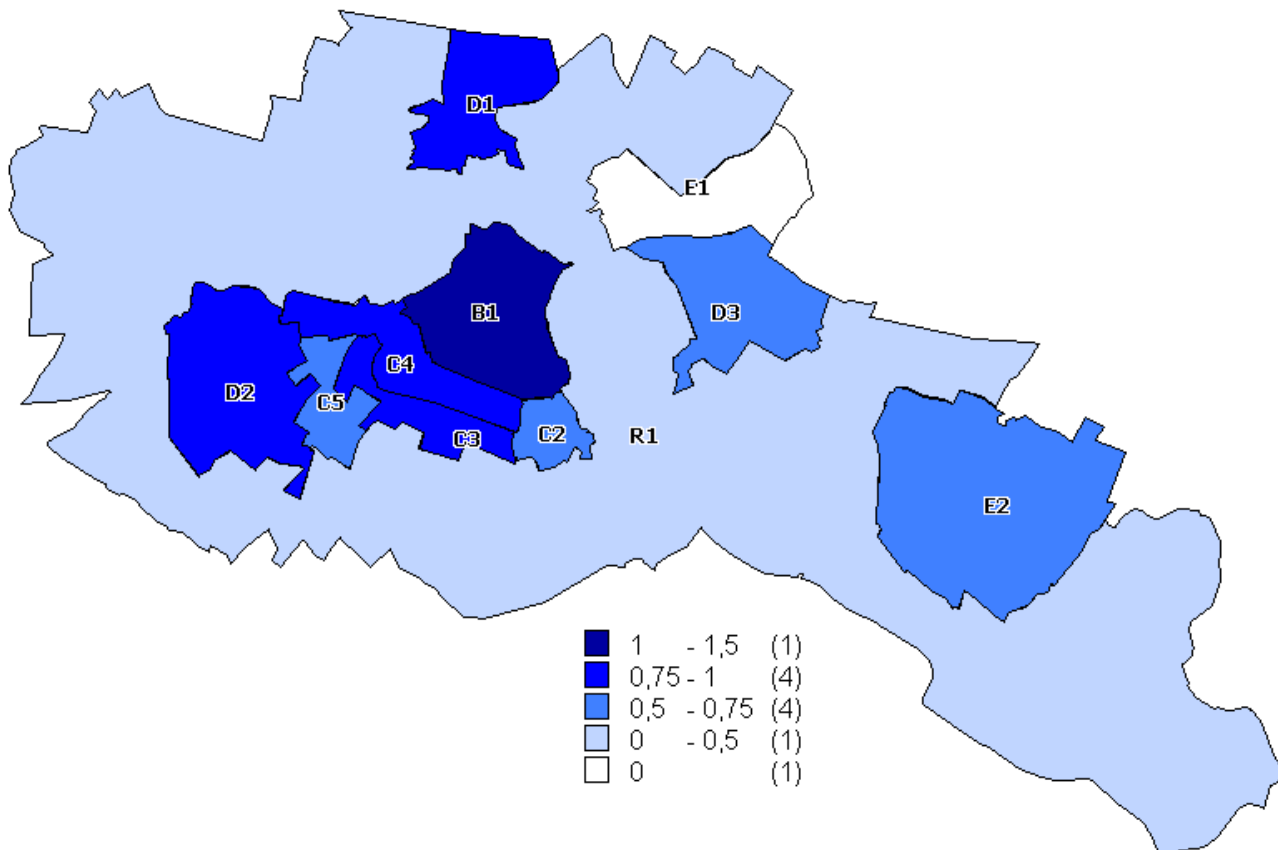 D1
E1
B1
D3
C4
D2
C5
C2
R1
C3
E2
1 - 1,5 (1)
0,75 - 1 (4)
0,5 - 0,75 (4)
0 - 0,5 (1)
0 (1)